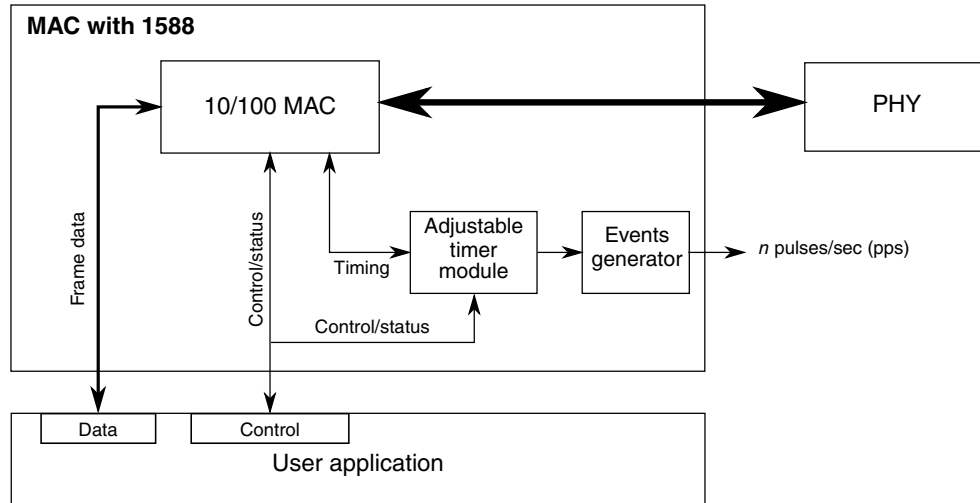 MAC with 1588
10/100 MAC
PHY
Frame data
Control/status
Timing
Adjustable
timer
module
Events
generator
n pulses/sec (pps)
Control/status
Data
Control
User application